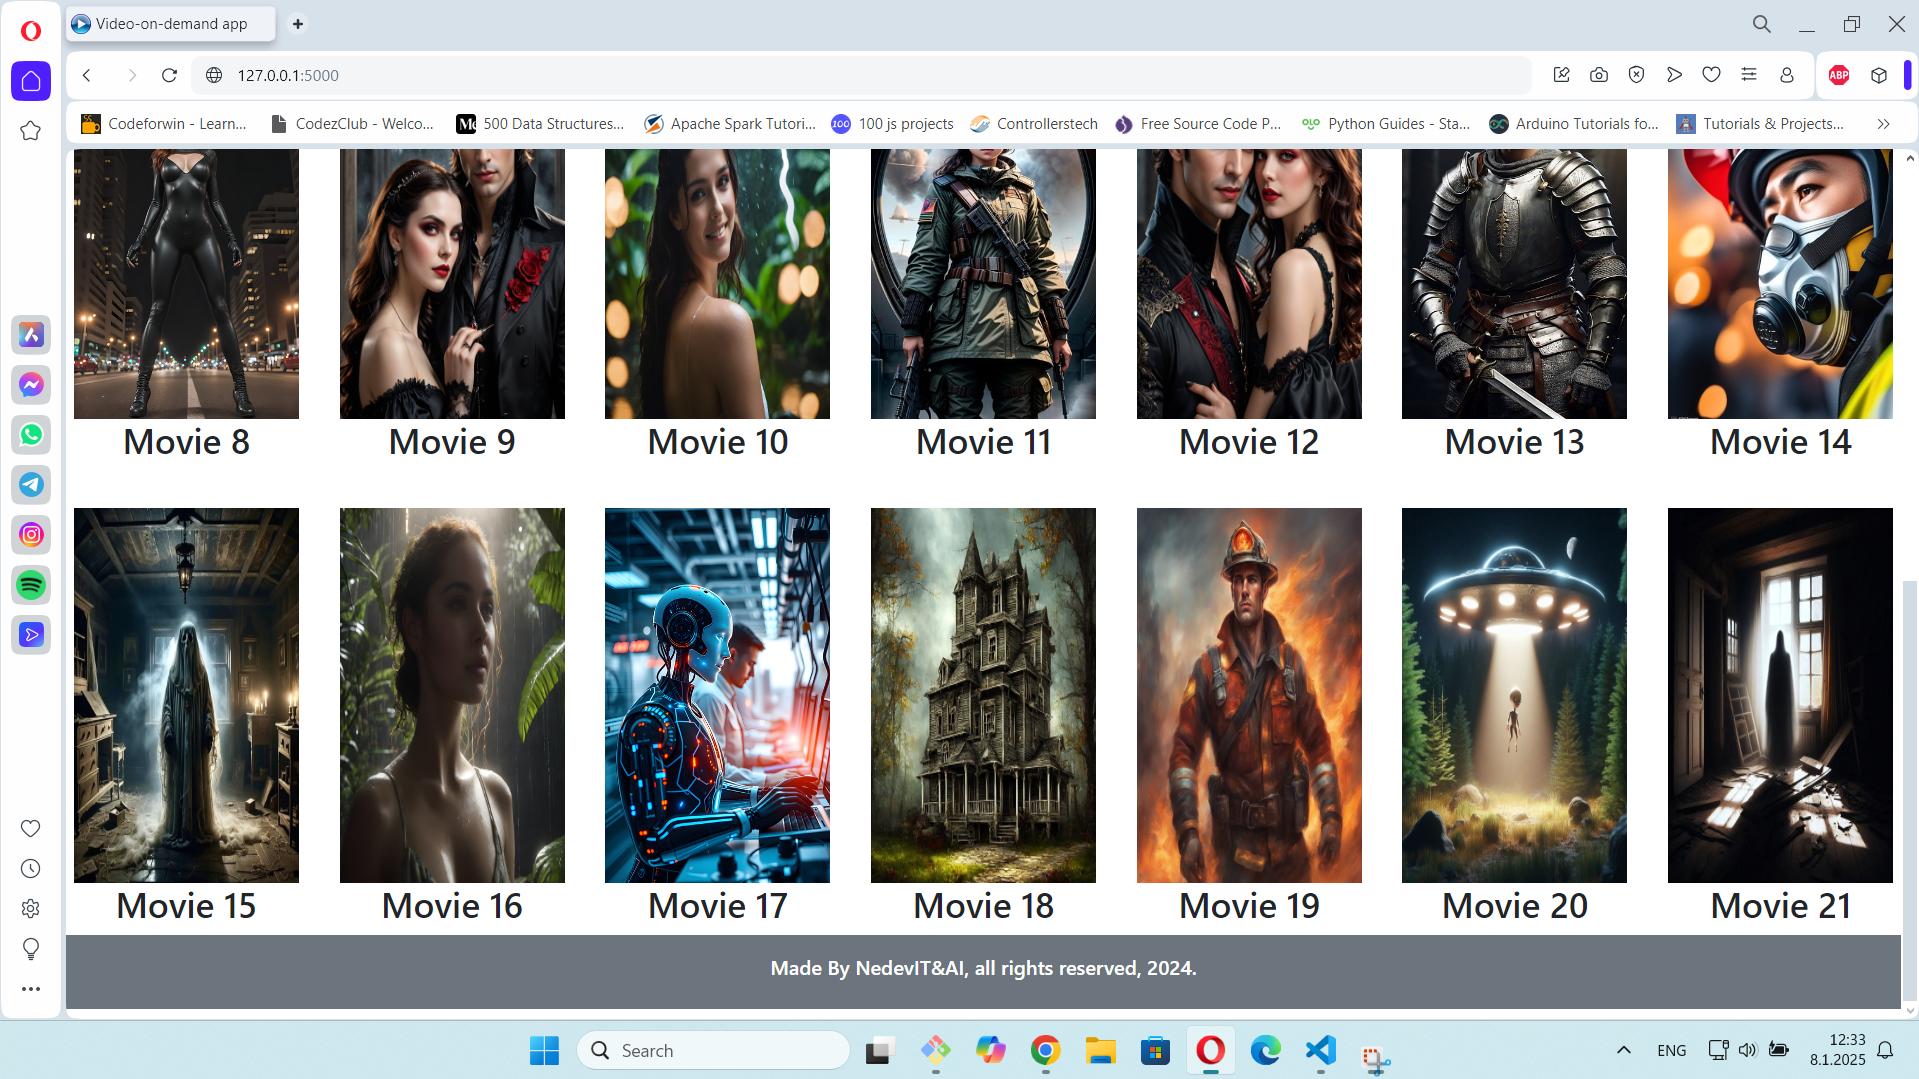 Video-on-demand app
127.0.0.1:5000
ABP
Codeforwin - Learn...
CodezClub - Welco...
500 Data Structures...
Apache Spark Tutori...
100 js projects
Controllerstech
Free Source Code P...
Python Guides - Sta...
Arduino Tutorials fo...
Tutorials & Projects...
Movie 8
Movie 9
Movie 10
Movie 11
Movie 12
Movie 13
Movie 14
Movie 15
Movie 16
Movie 17
Movie 18
Movie 19
Movie 20
Movie 21
Made By NedevIT&AI, all rights reserved, 2024.
Search
ENG
12:33
8.1.2025